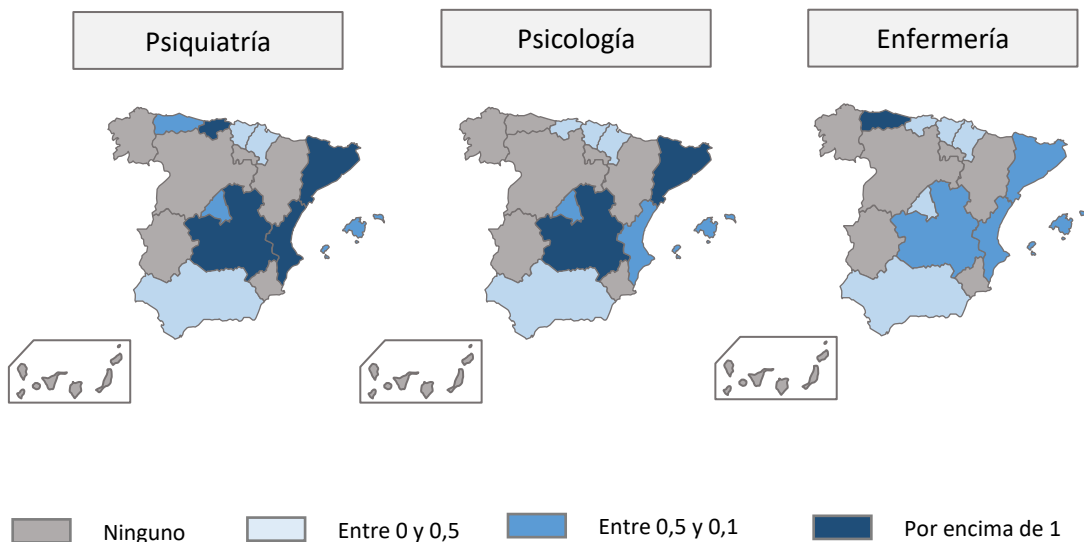 Psiquiatría
Psicología
Enfermería
Ninguno
Entre 0 y 0,5
Entre 0,5 y 0,1
Por encima de 1